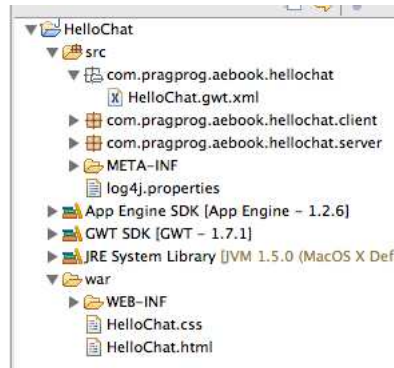 HelloChat
src
com.pragprog.aebook.hellochat
HelloChat.gwt.xml
com.pragprog.aebook.hellochat.client
com.pragprog.aebook.hellochat.server
META-INF
log4j.properties
App Engine SDK [App Engine - 1.2.6]
GWT SDK [GWT - 1.7.1]
JRE System Library [JVM 1.5.0 (MacOS X Def
war
WEB-INF
HelloChat.css
HelloChat.html